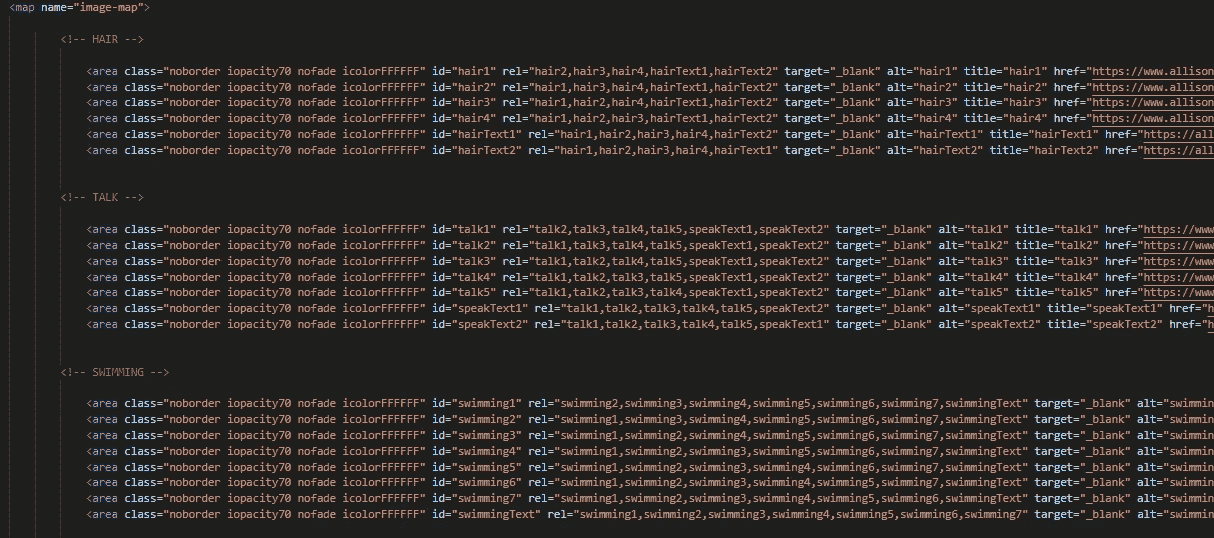 <map name="image-map">
<!-- HAIR -->
<area class="noborder iopacity70 nofade icolorFFFFFF" id="hair1" rel="hair2,hair3,hair4,hairText1,hairText2" target="_blank" alt="hair1" title="hair1" href="https://www.allison
<area class="noborder iopacity70 nofade icolorFFFFFF" id="hair2" rel="hair1,hair3,hair4,hairText1,hairText2" target="_blank" alt="hair2" title="hair2" href="https://www.allison
<area class="noborder iopacity70 nofade icolorFFFFFF" id="hair3" rel="hair1,hair2,hair4,hairText1,hairText2" target="_blank" alt="hair3" title="hair3" href="https://www.allison
<area class="noborder iopacity70 nofade icolorFFFFFF" id="hair4" rel="hair1,hair2,hair3,hairText1,hairText2" target="_blank" alt="hair4" title="hair4" href="https://www.allison
<area class="noborder iopacity70 nofade icolorFFFFFF" id="hairText1" rel="hair1,hair2,hair3,hair4,hairText2" target="_blank" alt="hairText1" title="hairText1" href="https://all
<area class="noborder iopacity70 nofade icolorFFFFFF" id="hairText2" rel="hair1,hair2,hair3,hair4,hairText1" target="_blank" alt="hairText2" title="hairText2" href="https://all
<!-- TALK -->
<area class="noborder iopacity70 nofade icolorFFFFFF" id="talk1" rel="talk2,talk3,talk4,talk5,speakText1,speakText2" target="_blank" alt="talk1" title="talk1" href="https://www
<area class="noborder iopacity70 nofade icolorFFFFFF" id="talk2" rel="talk1,talk3,talk4,talk5,speakText1,speakText2" target="_blank" alt="talk2" title="talk2" href="https://www
<area class="noborder iopacity70 nofade icolorFFFFFF" id="talk3" rel="talk1,talk2,talk4,talk5,speakText1,speakText2" target="_blank" alt="talk3" title="talk3" href="https://www
<area class="noborder iopacity70 nofade icolorFFFFFF" id="talk4" rel="talk1,talk2,talk3,talk5,speakText1,speakText2" target="_blank" alt="talk4" title="talk4" href="https://www
<area class="noborder iopacity70 nofade icolorFFFFFF" id="talk5" rel="talk1,talk2,talk3,talk4,speakText1,speakText2" target="_blank" alt="talk5" title="talk5" href="https://www
<area class="noborder iopacity70 nofade icolorFFFFFF" id="speakText1" rel="talk1,talk2,talk3,talk4,talk5,speakText2" target="_blank" alt="speakText1" title="speakText1" href="h
<area class="noborder iopacity70 nofade icolorFFFFFF" id="speakText2" rel="talk1,talk2,talk3,talk4,talk5,speakText1" target="_blank" alt="speakText2" title="speakText2" href="h
<!-- SWIMMING -->
<area class="noborder iopacity70 nofade icolorFFFFFF" id="swimming1" rel="swimming2,swimming3,swimming4,swimming5,swimming6,swimming7,swimmingText" target="_blank" alt="swimmin
<area class="noborder iopacity70 nofade icolorFFFFFF" id="swimming2" rel="swimming1,swimming3,swimming4,swimming5,swimming6,swimming7,swimmingText" target="_blank" alt="swimmin
<area class="noborder iopacity70 nofade icolorFFFFFF" id="swimming3" rel="swimming1,swimming2,swimming4,swimming5,swimming6,swimming7,swimmingText" target="_blank" alt="swimmin
<area class="noborder iopacity70 nofade icolorFFFFFF" id="swimming4" rel="swimming1,swimming2,swimming3,swimming5,swimming6,swimming7,swimmingText" target="_blank" alt="swimmin
<area class="noborder iopacity70 nofade icolorFFFFFF" id="swimming5" rel="swimming1,swimming2,swimming3,swimming4,swimming6,swimming7,swimmingText" target="_blank" alt="swimmin
<area class="noborder iopacity70 nofade icolorFFFFFF" id="swimming6" rel="swimming1,swimming2,swimming3,swimming4,swimming5,swimming7,swimmingText" target="_blank" alt="swimmin
<area class="noborder iopacity70 nofade icolorFFFFFF" id="swimming7" rel="swimming1,swimming2,swimming3,swimming4,swimming5,swimming6,swimmingText" target="_blank" alt="swimmin
<area class="noborder iopacity70 nofade icolorFFFFFF" id="swimmingText" rel="swimming1,swimming2,swimming3,swimming4,swimming5,swimming6,swimming7" target="_blank" alt="swimmin